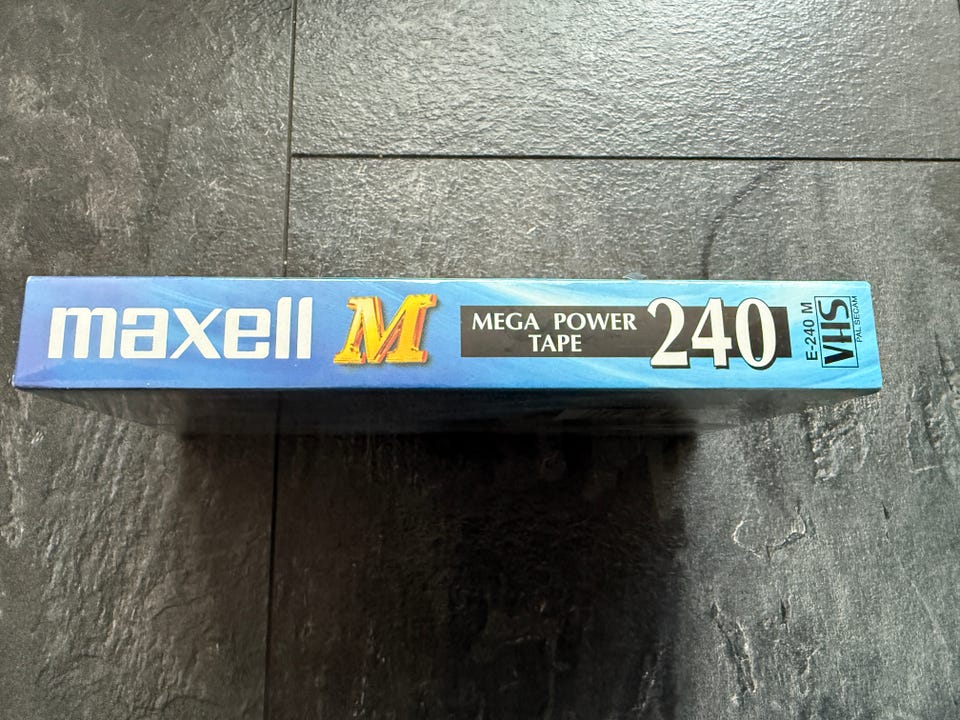 maxell M MEGA POWER
TAPE 240
E-240 M
VHS
PAL SECAM